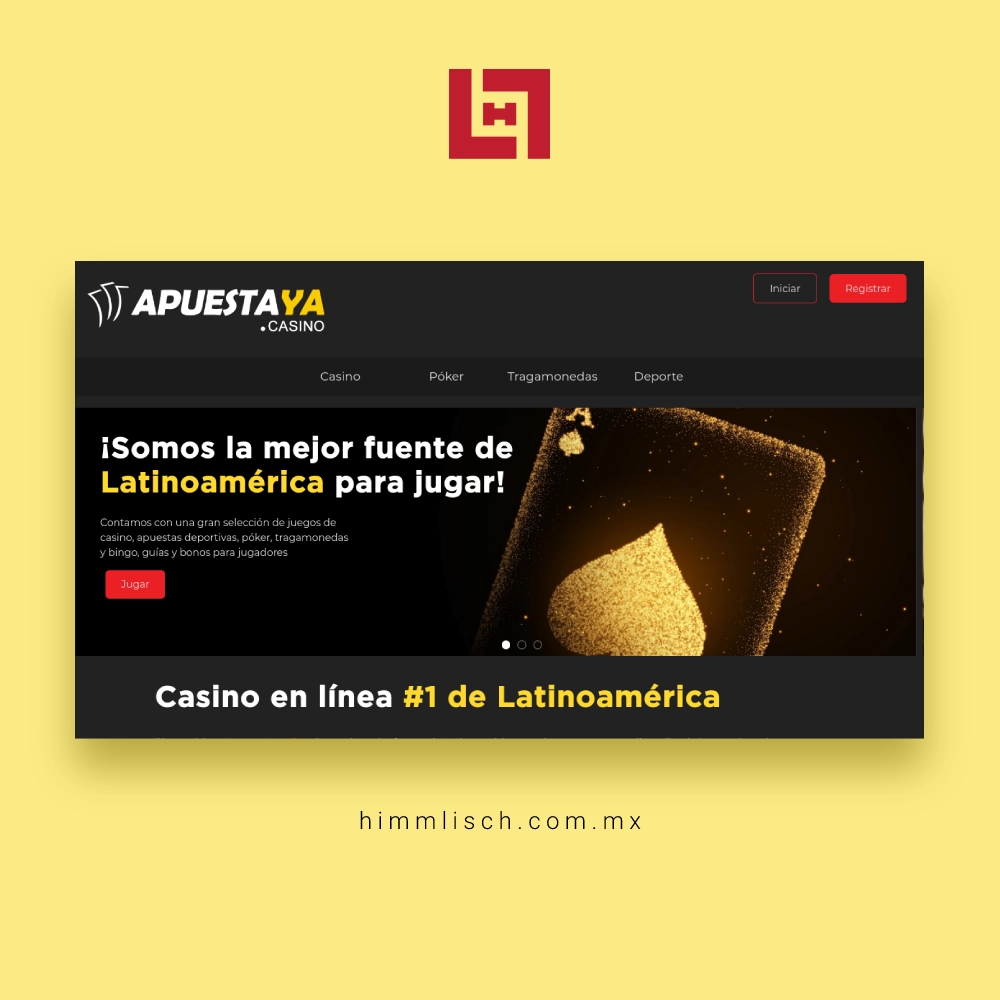 H
APUESTAYA
.CASINO
Iniciar
Registrar
Casino Póker Tragamonedas Deporte
¡Somos la mejor fuente de
Latinoamérica para jugar!
Contamos con una gran selección de juegos de
casino, apuestas deportivas, póker, tragamonedas
y bingo, guías y bonos para jugadores
Jugar
A
Casino en línea #1 de Latinoamérica
himmlisch.com.mx